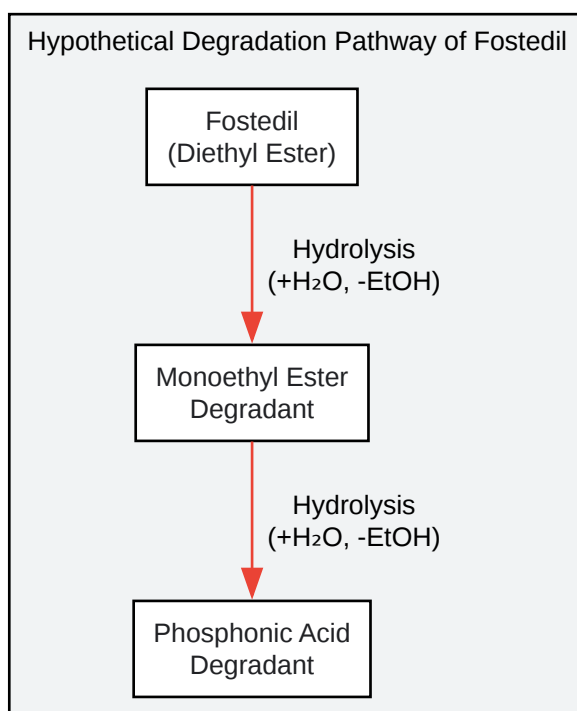 Hypothetical Degradation Pathway of Fostedil
Fostedil
(Diethyl Ester)
Hydrolysis
(+H₂O, -EtOH)
Monoethyl Ester
Degradant
Hydrolysis
(+H₂O, -EtOH)
Phosphonic Acid
Degradant